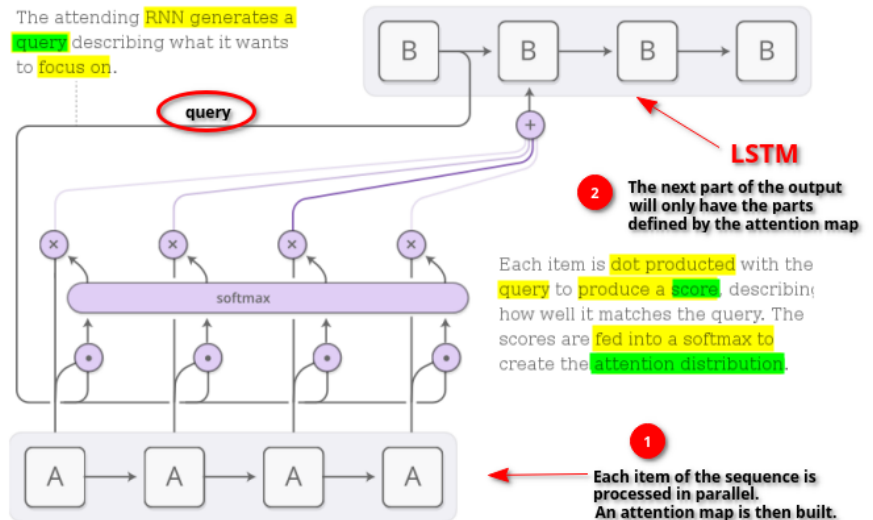 The attending RNN generates a
query describing what it wants
to focus on.
query
B B B B
+
LSTM
2
The next part of the output
will only have the parts
defined by the attention map
× × × ×
softmax
Each item is dot producted with the
query to produce a score, describing
how well it matches the query. The
scores are fed into a softmax to
create the attention distribution.
A A A A
1
Each item of the sequence is
processed in parallel.
An attention map is then built.